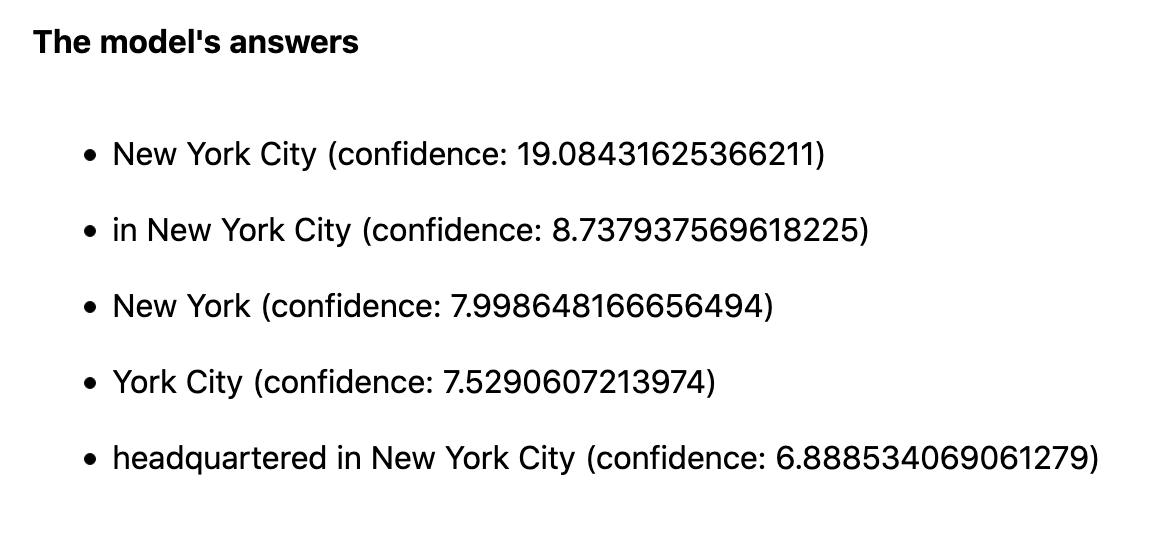 The model's answers
• New York City (confidence: 19.08431625366211)
• in New York City (confidence: 8.737937569618225)
• New York (confidence: 7.998648166656494)
• York City (confidence: 7.5290607213974)
• headquartered in New York City (confidence: 6.888534069061279)